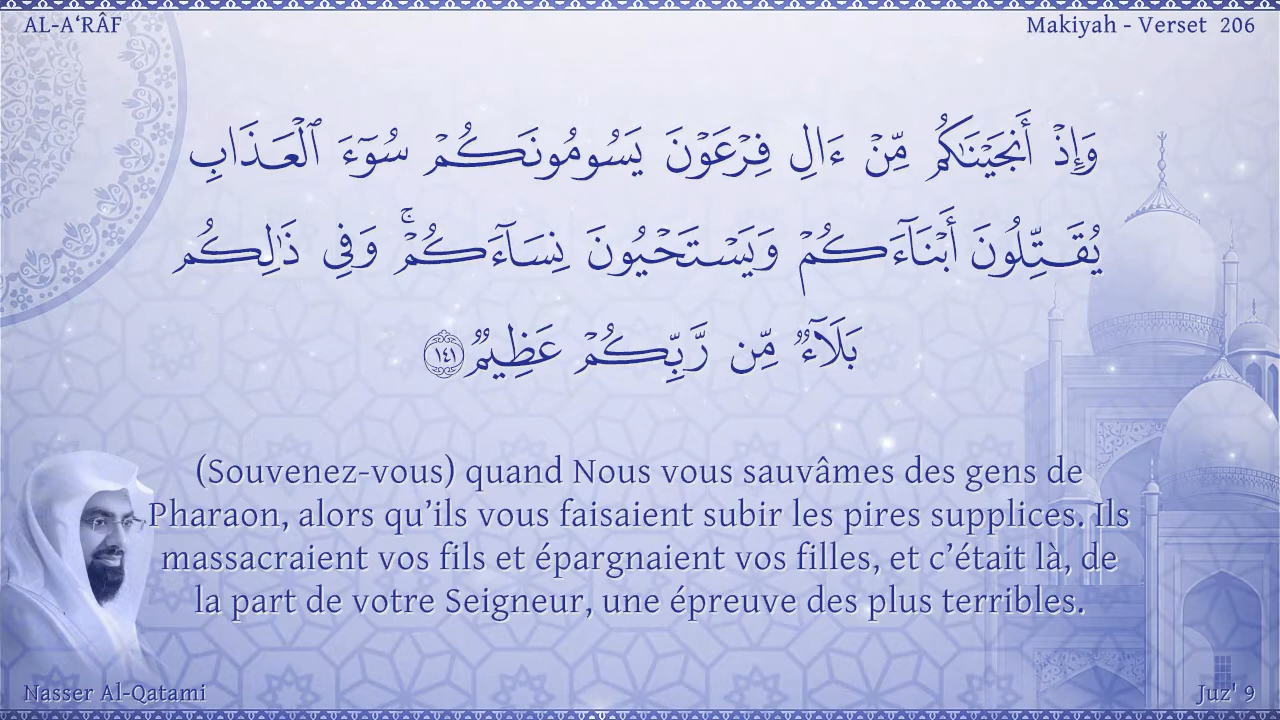 AL-A‘RÂF
Makiyah - Verset 206
وَإِذۡ أَنجَيۡنَٰكُم مِّنۡ ءَالِ فِرۡعَوۡنَ يَسُومُونَكُمۡ سُوٓءَ ٱلۡعَذَابِ
يُقَتِّلُونَ أَبۡنَآءَكُمۡ وَيَسۡتَحۡيُونَ نِسَآءَكُمۡۚ وَفِي ذَٰلِكُم
بَلَآءٞ مِّن رَّبِّكُمۡ عَظِيمٞ ١٤١
(Souvenez-vous) quand Nous vous sauvâmes des gens de
Pharaon, alors qu’ils vous faisaient subir les pires supplices. Ils
massacraient vos fils et épargnaient vos filles, et c’était là, de
la part de votre Seigneur, une épreuve des plus terribles.
Nasser Al-Qatami
Juz' 9